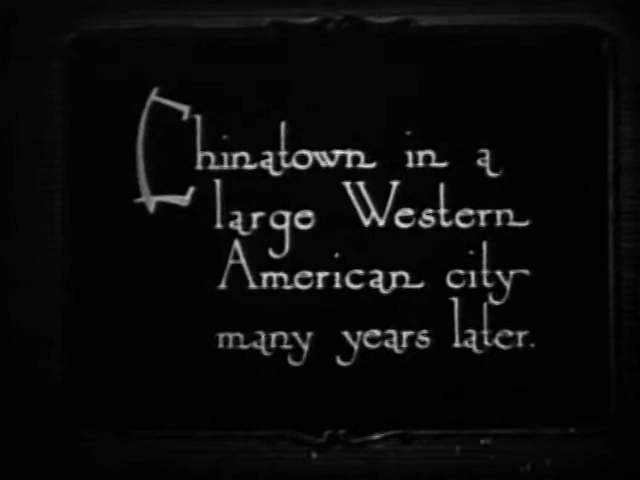 Chinatown in a
large Western
American city
many years later.